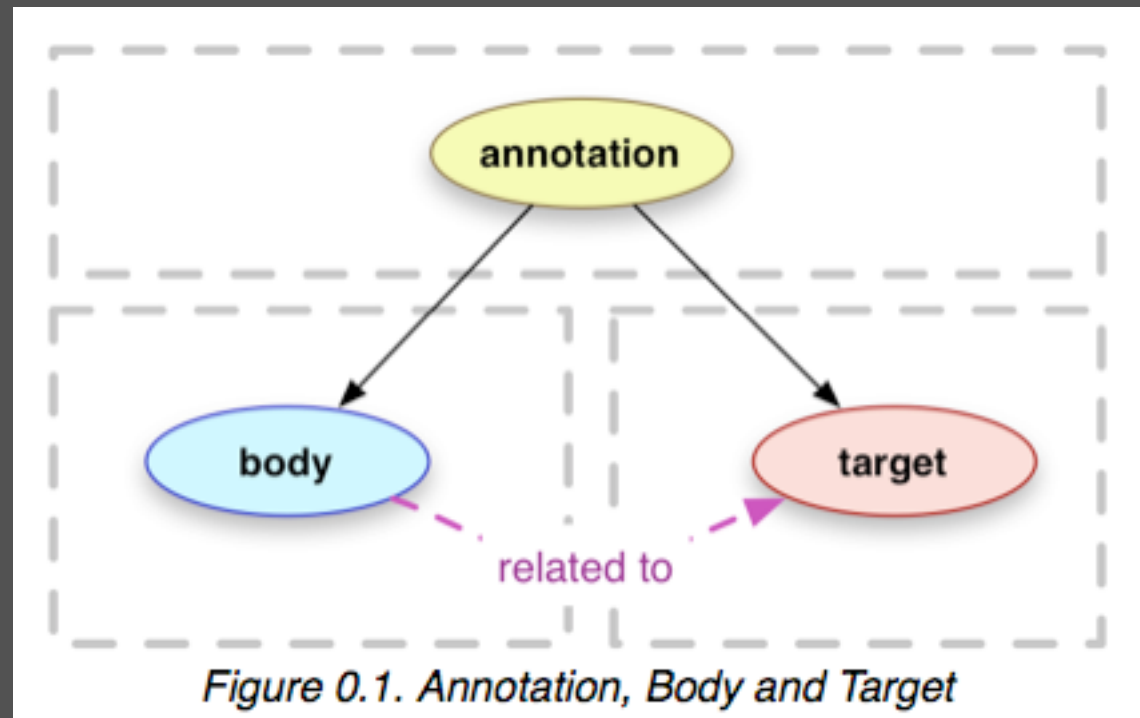 annotation
body
target
related to
Figure 0.1. Annotation, Body and Target